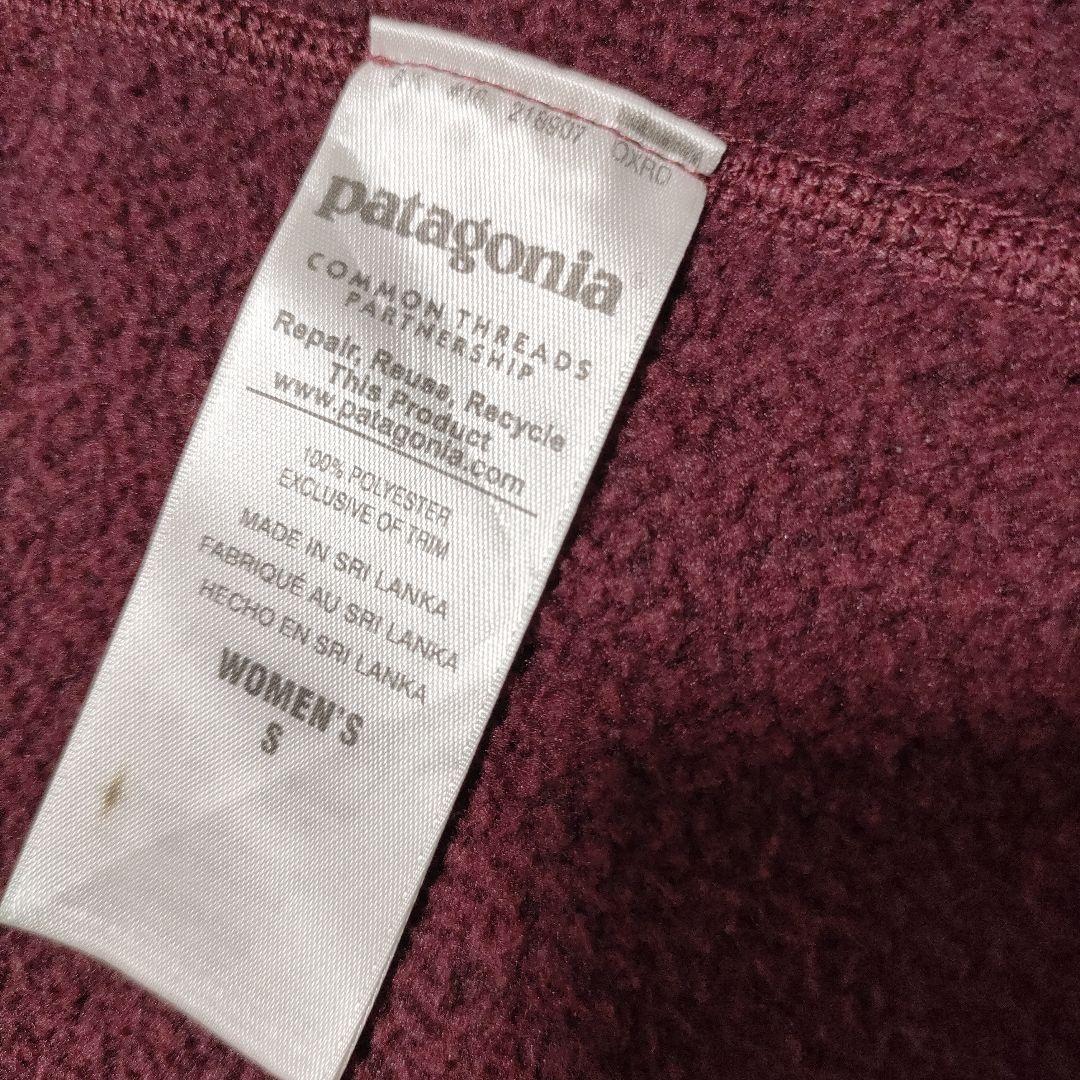 OXRD
patagonia®
COMMON THREADS
PARTNERSHIP
Repair, Reuse, Recycle
This Product
www.patagonia.com
100% POLYESTER
EXCLUSIVE OF TRIM
MADE IN SRI LANKA
FABRIQUÉ AU SRI LANKA
HECHO EN SRI LANKA
WOMEN'S
S